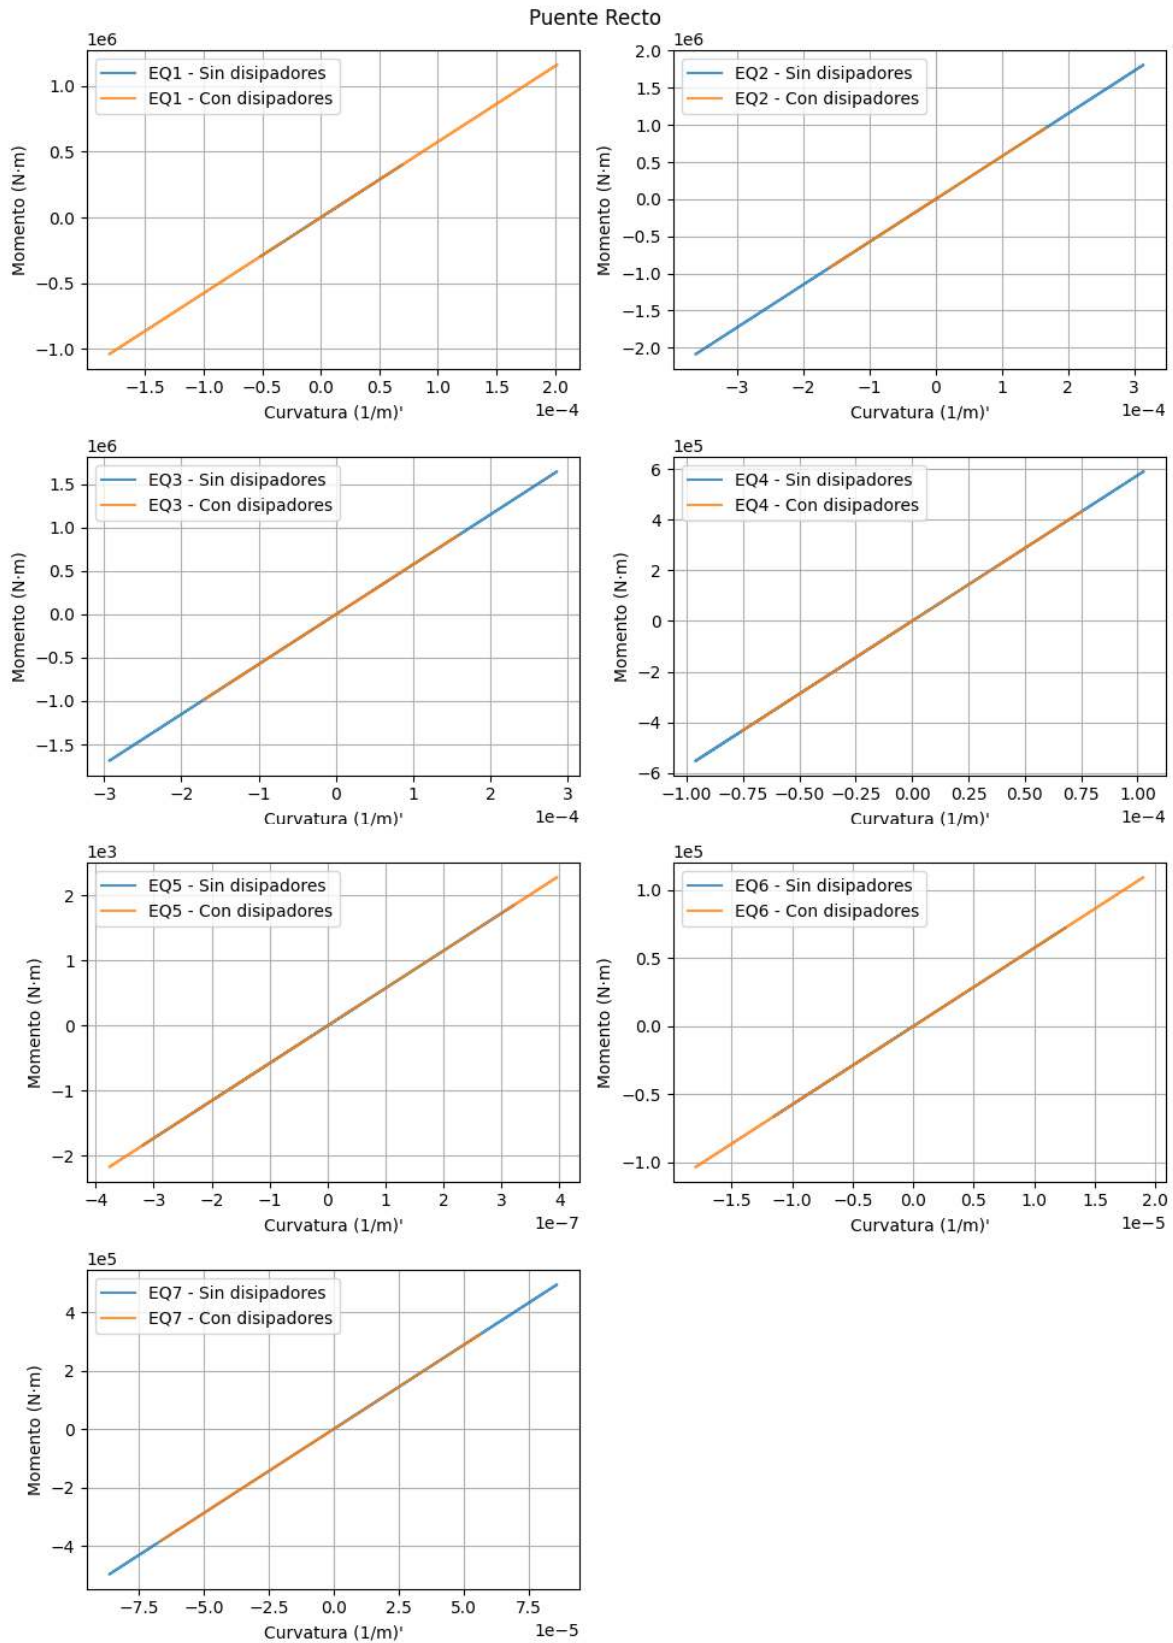 Puente Recto
1e6
EQ1 - Sin disipadores
EQ1 - Con disipadores
1.0
0.5
0.0
−0.5
−1.0
Momento (N·m)
−1.5 −1.0 −0.5 0.0 0.5 1.0 1.5 2.0
Curvatura (1/m)'
1e−4
1e6
EQ2 - Sin disipadores
EQ2 - Con disipadores
2.0
1.5
1.0
0.5
0.0
−0.5
−1.0
−1.5
−2.0
Momento (N·m)
−3 −2 −1 0 1 2 3
Curvatura (1/m)'
1e−4
1e6
EQ3 - Sin disipadores
EQ3 - Con disipadores
1.5
1.0
0.5
0.0
−0.5
−1.0
−1.5
Momento (N·m)
−3 −2 −1 0 1 2 3
Curvatura (1/m)'
1e−4
1e5
EQ4 - Sin disipadores
EQ4 - Con disipadores
6
4
2
0
−2
−4
−6
Momento (N·m)
−1.00 −0.75 −0.50 −0.25 0.00 0.25 0.50 0.75 1.00
Curvatura (1/m)'
1e−4
1e3
EQ5 - Sin disipadores
EQ5 - Con disipadores
2
1
0
−1
−2
Momento (N·m)
−4 −3 −2 −1 0 1 2 3 4
Curvatura (1/m)'
1e−7
1e5
EQ6 - Sin disipadores
EQ6 - Con disipadores
1.0
0.5
0.0
−0.5
−1.0
Momento (N·m)
−1.5 −1.0 −0.5 0.0 0.5 1.0 1.5 2.0
Curvatura (1/m)'
1e−5
1e5
EQ7 - Sin disipadores
EQ7 - Con disipadores
4
2
0
−2
−4
Momento (N·m)
−7.5 −5.0 −2.5 0.0 2.5 5.0 7.5
Curvatura (1/m)'
1e−5